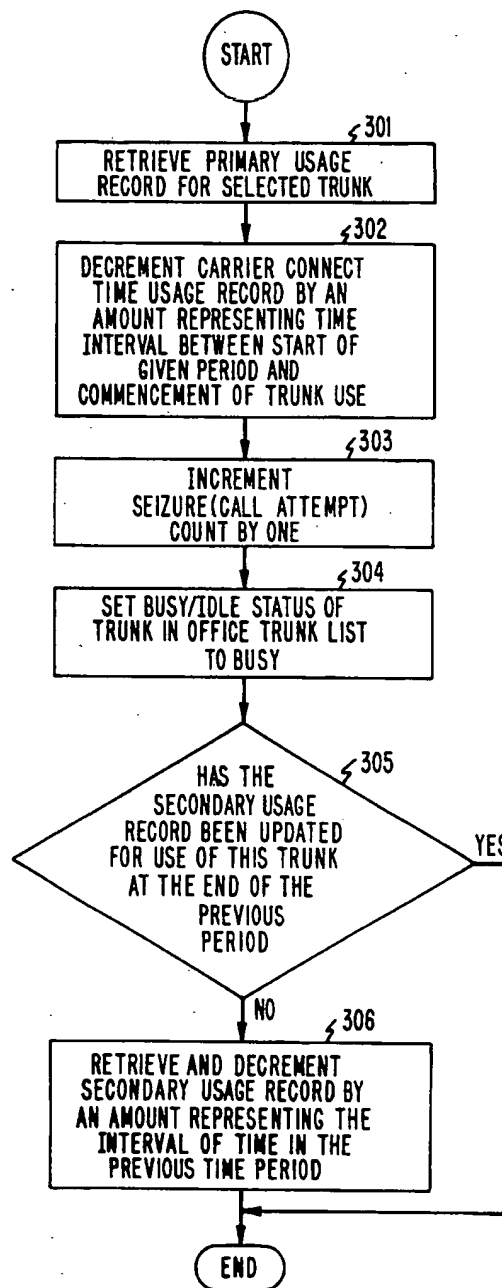 START
301
RETRIEVE PRIMARY USAGE
RECORD FOR SELECTED TRUNK
302
DECREMENT CARRIER CONNECT
TIME USAGE RECORD BY AN
AMOUNT REPRESENTING TIME
INTERVAL BETWEEN START OF
GIVEN PERIOD AND
COMMENCEMENT OF TRUNK USE
303
INCREMENT
SEIZURE(CALL ATTEMPT)
COUNT BY ONE
304
SET BUSY/IDLE STATUS OF
TRUNK IN OFFICE TRUNK LIST
TO BUSY
305
HAS THE
SECONDARY USAGE
RECORD BEEN UPDATED
FOR USE OF THIS TRUNK
AT THE END OF THE
PREVIOUS
PERIOD
YES
NO
306
RETRIEVE AND DECREMENT
SECONDARY USAGE RECORD BY
AN AMOUNT REPRESENTING THE
INTERVAL OF TIME IN THE
PREVIOUS TIME PERIOD
END